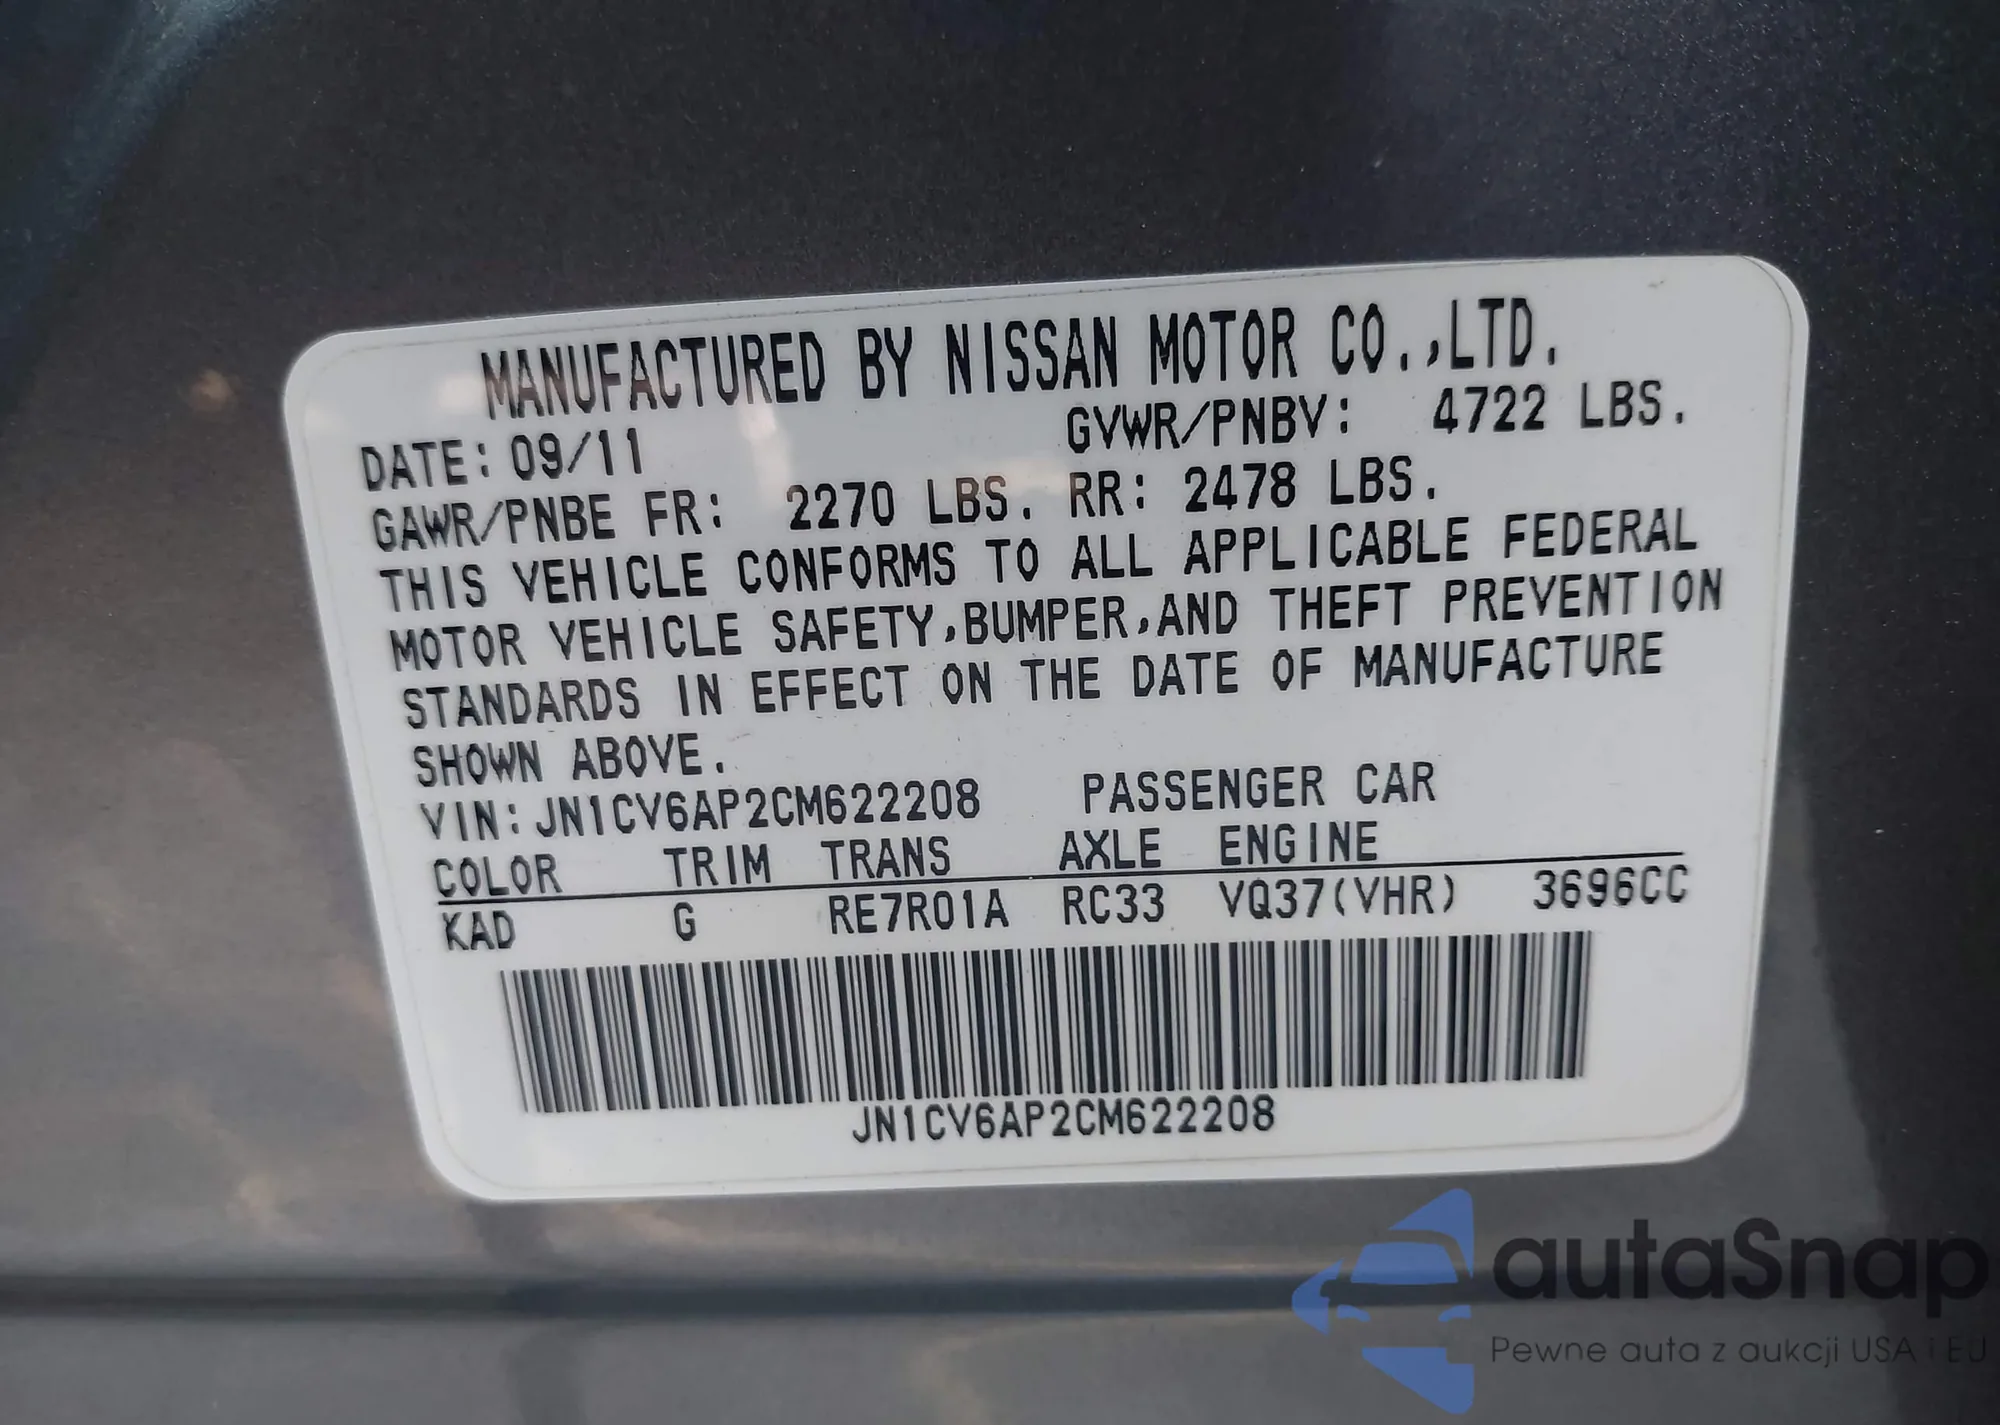 MANUFACTURED BY NISSAN MOTOR CO.,LTD.
DATE: 09/11 GVWR/PNBV: 4722 LBS.
GAWR/PNBE FR: 2270 LBS. RR: 2478 LBS.
THIS VEHICLE CONFORMS TO ALL APPLICABLE FEDERAL
MOTOR VEHICLE SAFETY,BUMPER,AND THEFT PREVENTION
STANDARDS IN EFFECT ON THE DATE OF MANUFACTURE
SHOWN ABOVE.
VIN:JN1CV6AP2CM622208 PASSENGER CAR
COLOR TRIM TRANS AXLE ENGINE
KAD G RE7R01A RC33 VQ37(VHR) 3696CC
JN1CV6AP2CM622208
autaSnap
Pewne auta z aukcji USA i EU